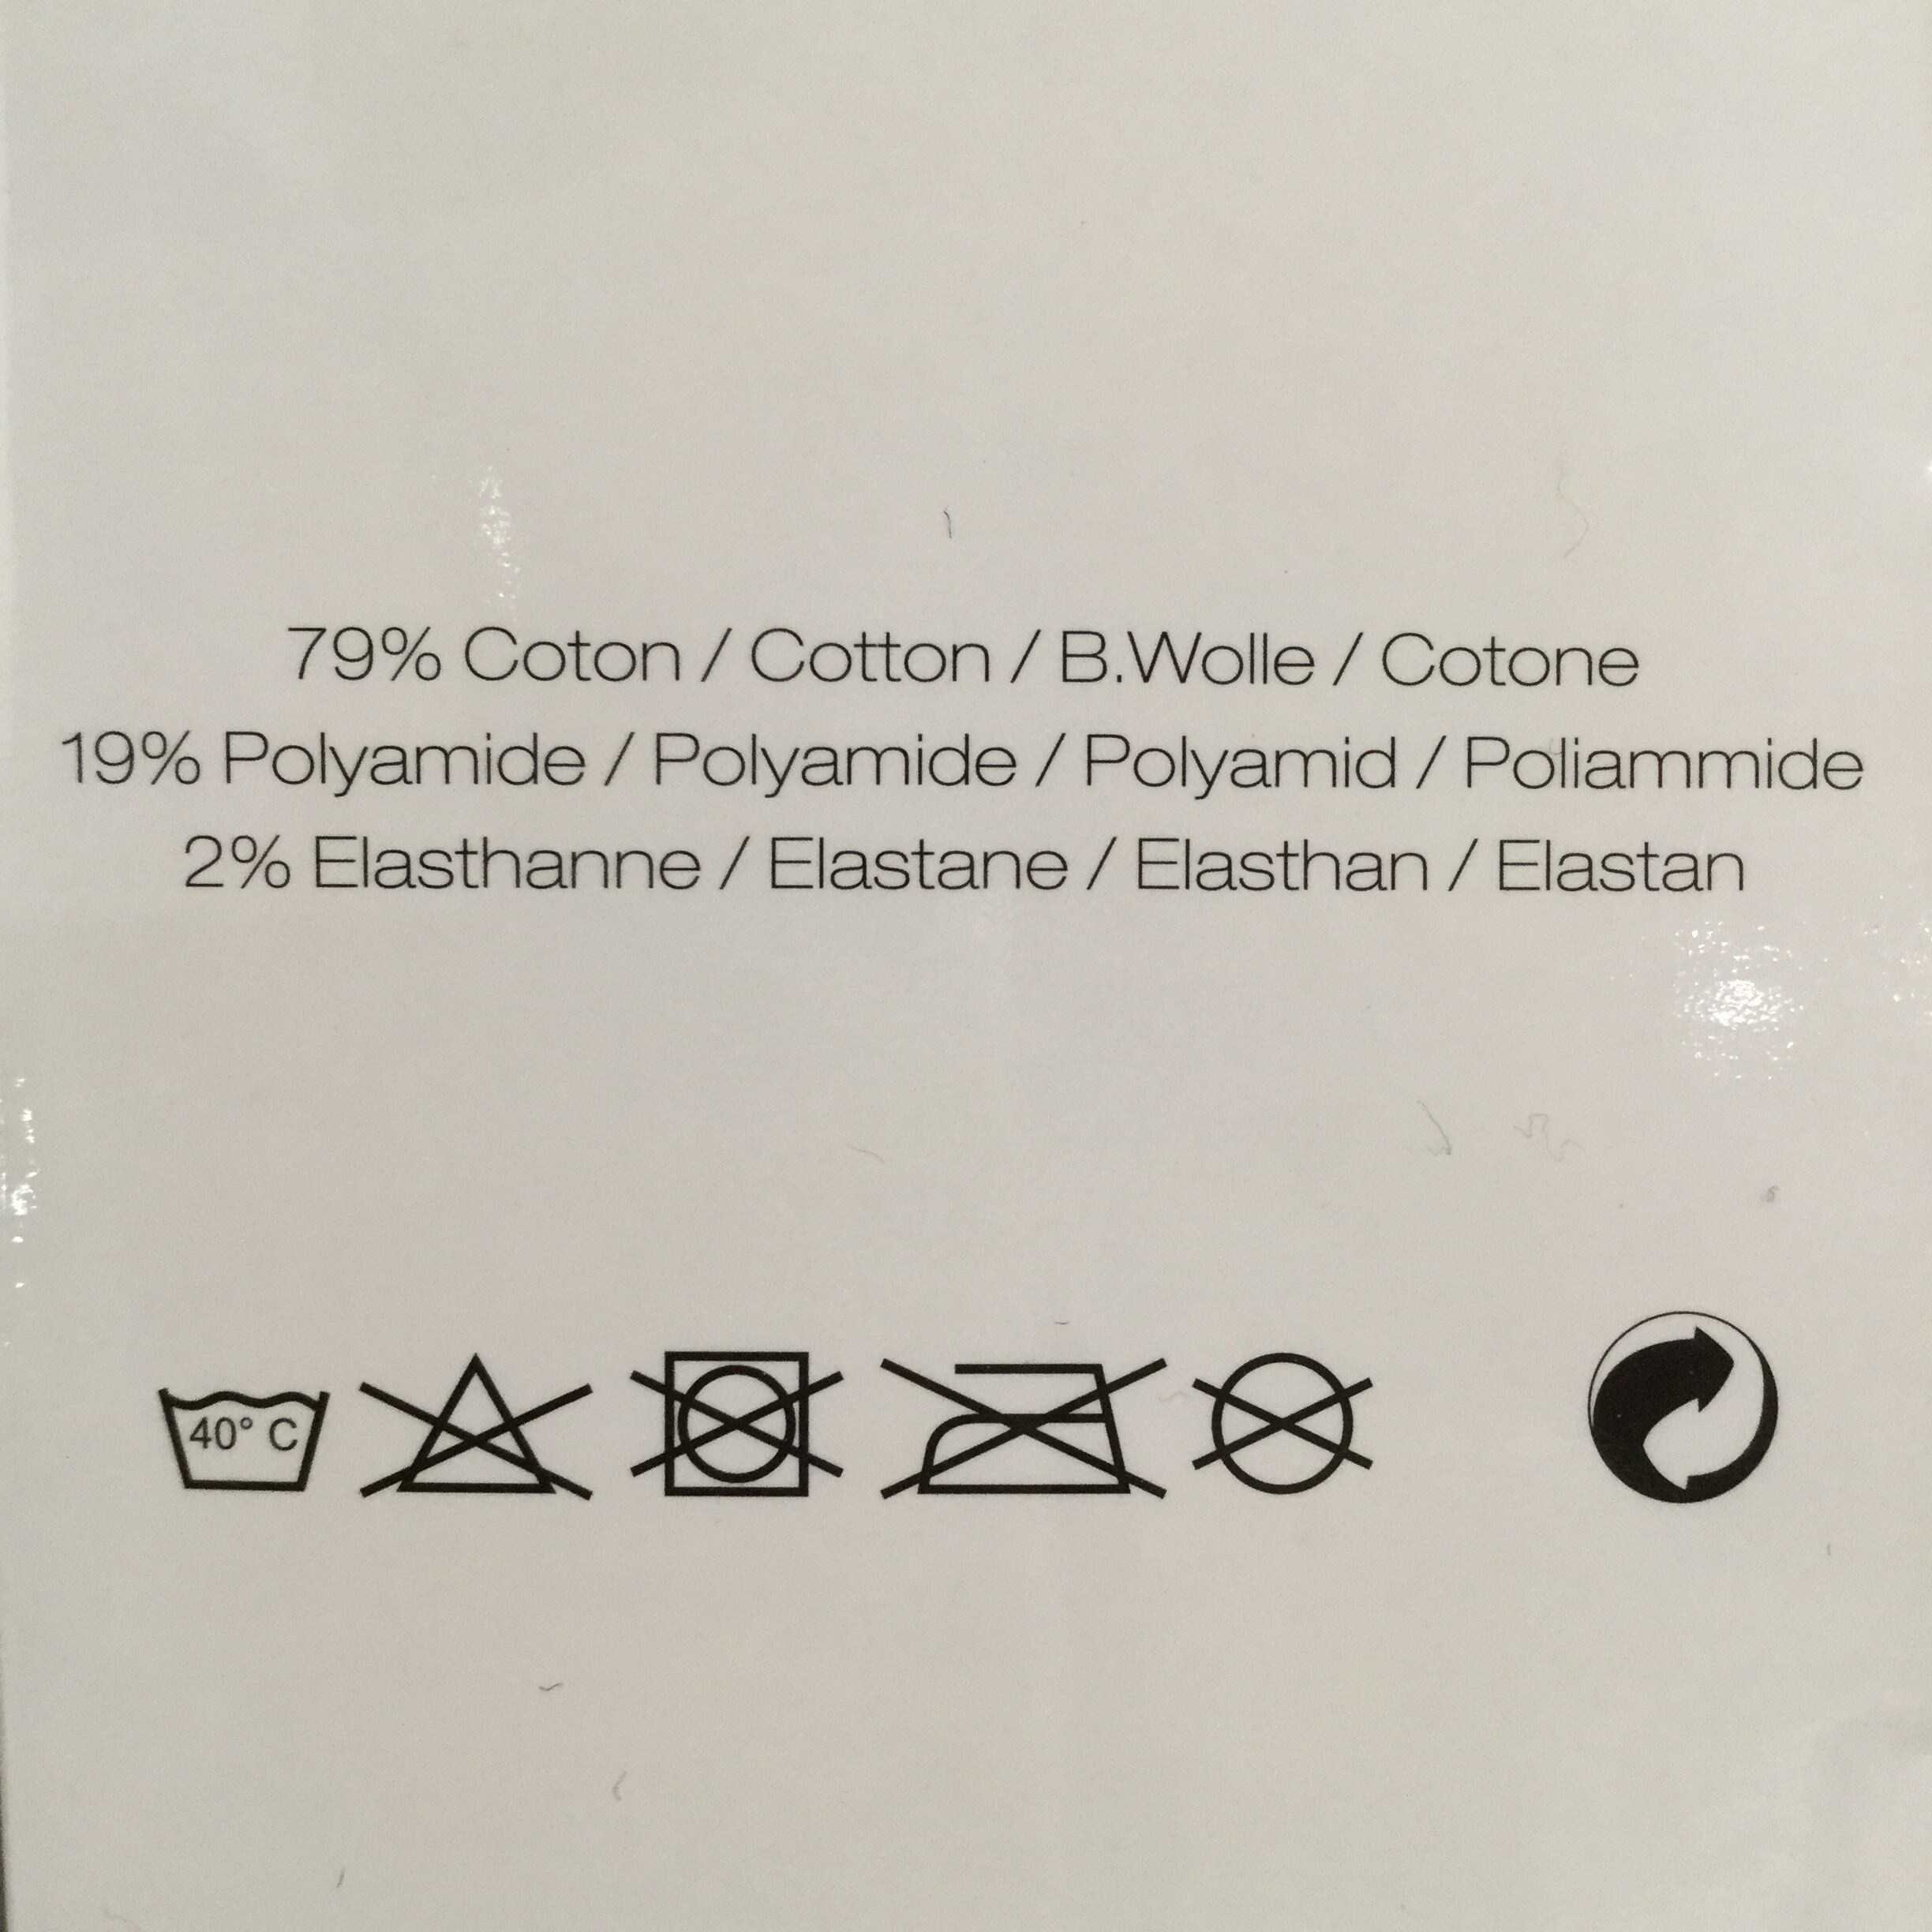 79% Coton / Cotton / B.Wolle / Cotone
19% Polyamide / Polyamide / Polyamid / Poliammide
2% Elasthanne / Elastane / Elasthan / Elastan
40° C